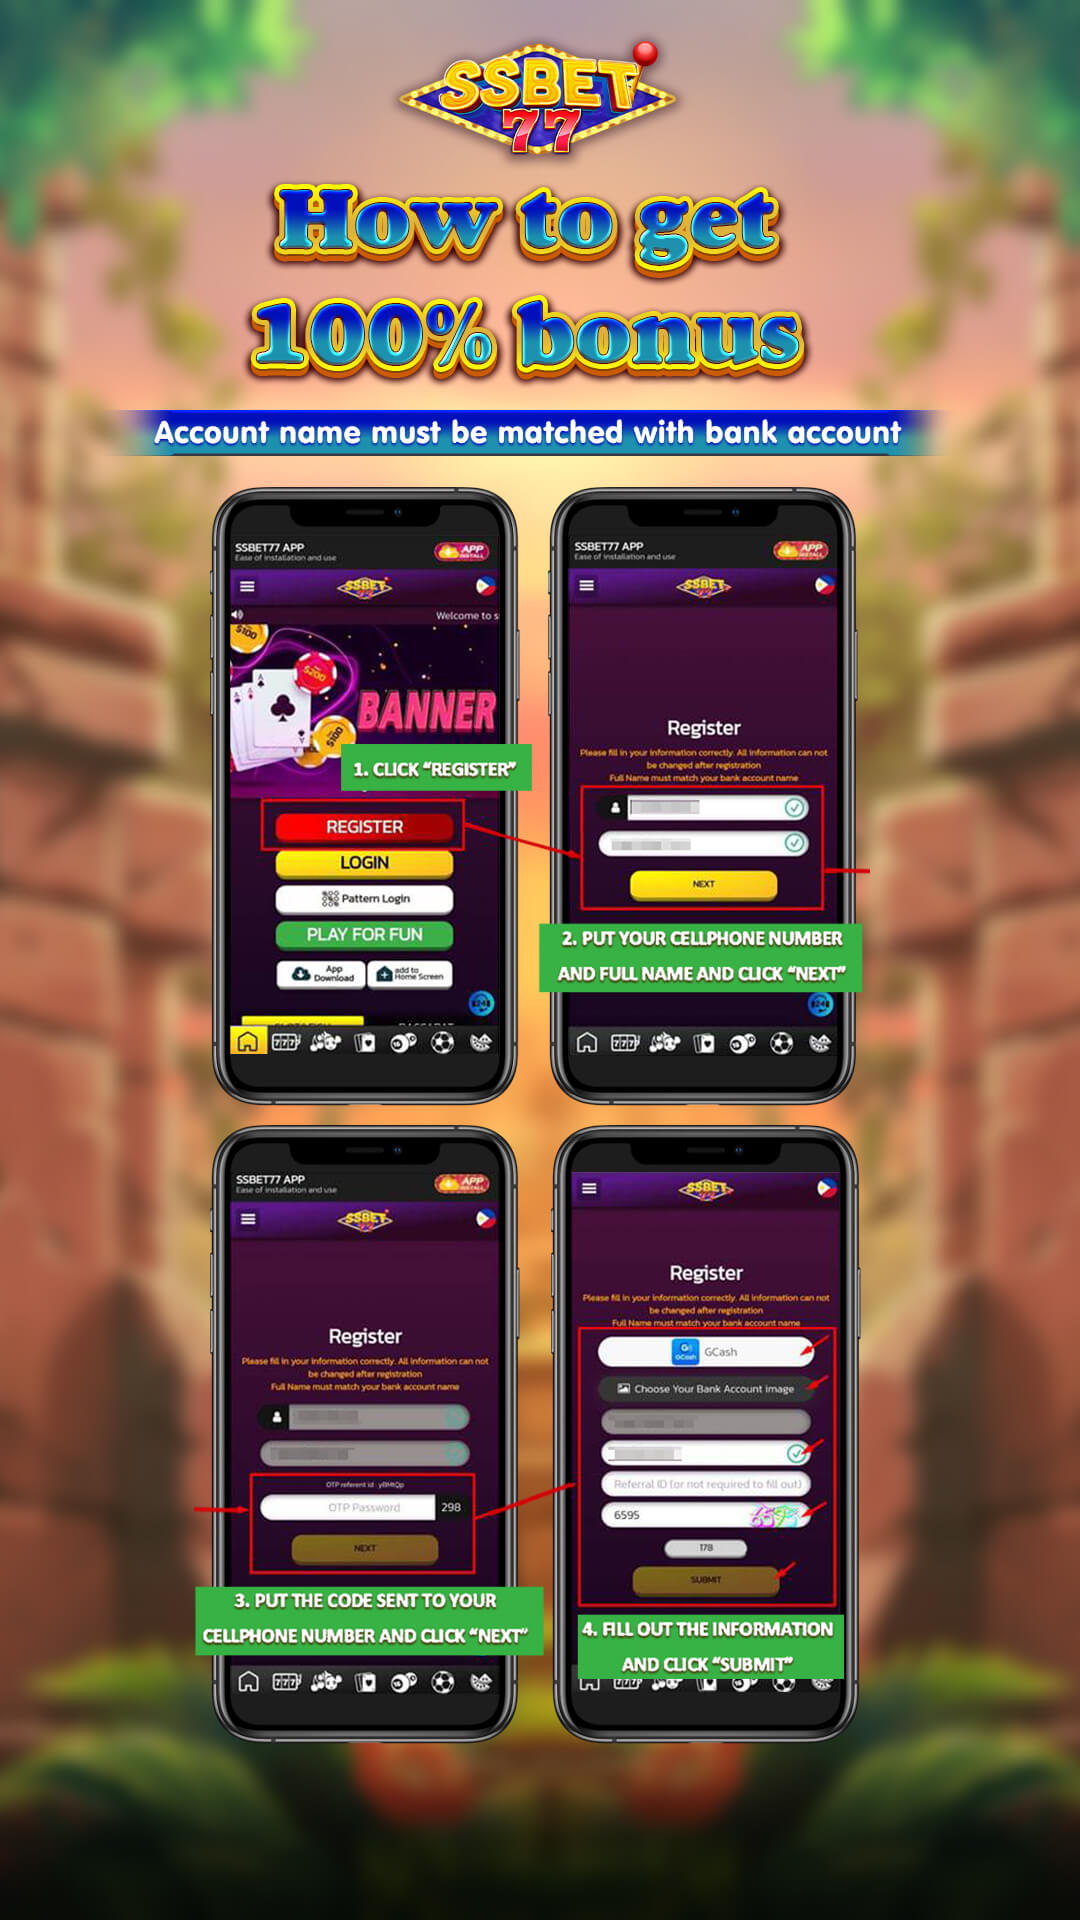 SSBET
77
How to get
100% bonus
Account name must be matched with bank account
SSBET77 APP
Ease of installation and use
APP
INSTALL
SSBET
77
Welcome to s
$100
$200
$100
BANNER
1. CLICK “REGISTER”
REGISTER
LOGIN
Pattern Login
PLAY FOR FUN
App
Download
add to
Home Screen
SSBET77 APP
Ease of installation and use
APP
INSTALL
SSBET
77
Register
Please fill in your information correctly. All information can not
be changed after registration
Full Name must match your bank account name
NEXT
2. PUT YOUR CELLPHONE NUMBER
AND FULL NAME AND CLICK “NEXT”
SSBET77 APP
Ease of installation and use
APP
INSTALL
SSBET
77
Register
Please fill in your information correctly. All information can not
be changed after registration
Full Name must match your bank account name
OTP referent id : yBMtQp
OTP Password
298
NEXT
3. PUT THE CODE SENT TO YOUR
CELLPHONE NUMBER AND CLICK “NEXT”
SSBET
77
Register
Please fill in your information correctly. All information can not
be changed after registration
Full Name must match your bank account name
GCash
GCash
Choose Your Bank Account image
Referral ID (or not required to fill out)
6595
178
SUBMIT
4. FILL OUT THE INFORMATION
AND CLICK “SUBMIT”